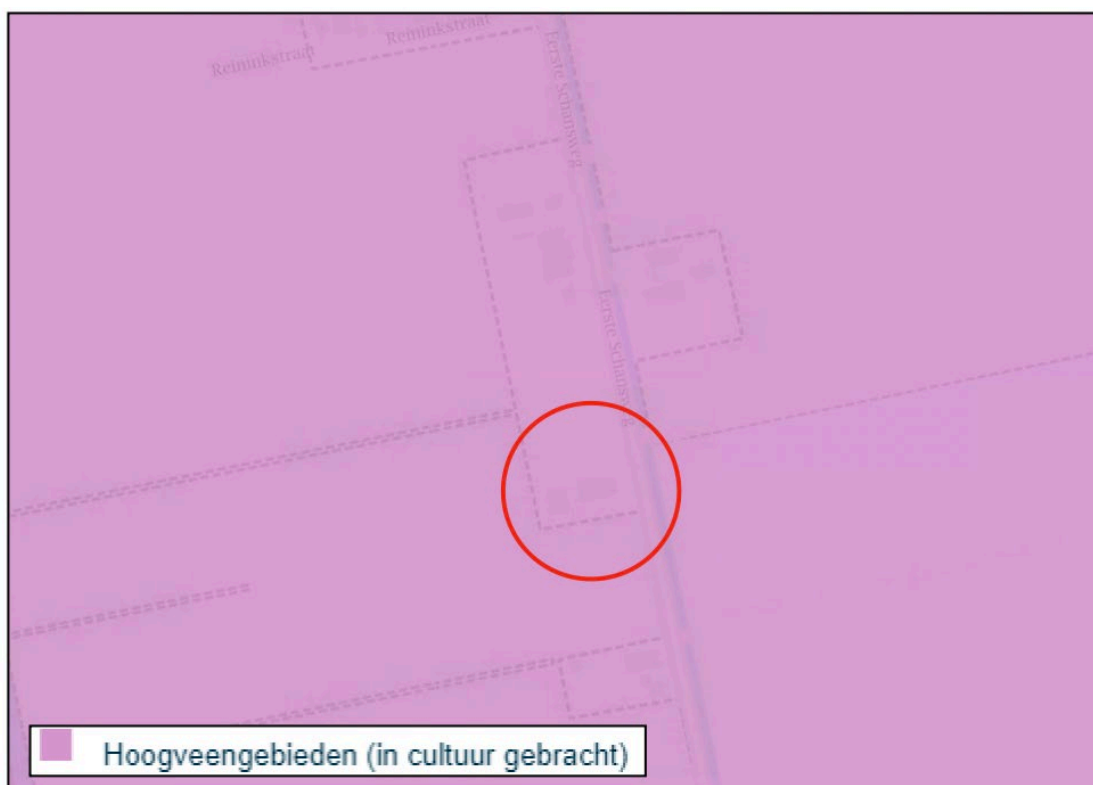 Reminkstraat
Reminkstraat
Eerste Schansweg
Eerste Schansweg
Hoogveengebieden (in cultuur gebracht)